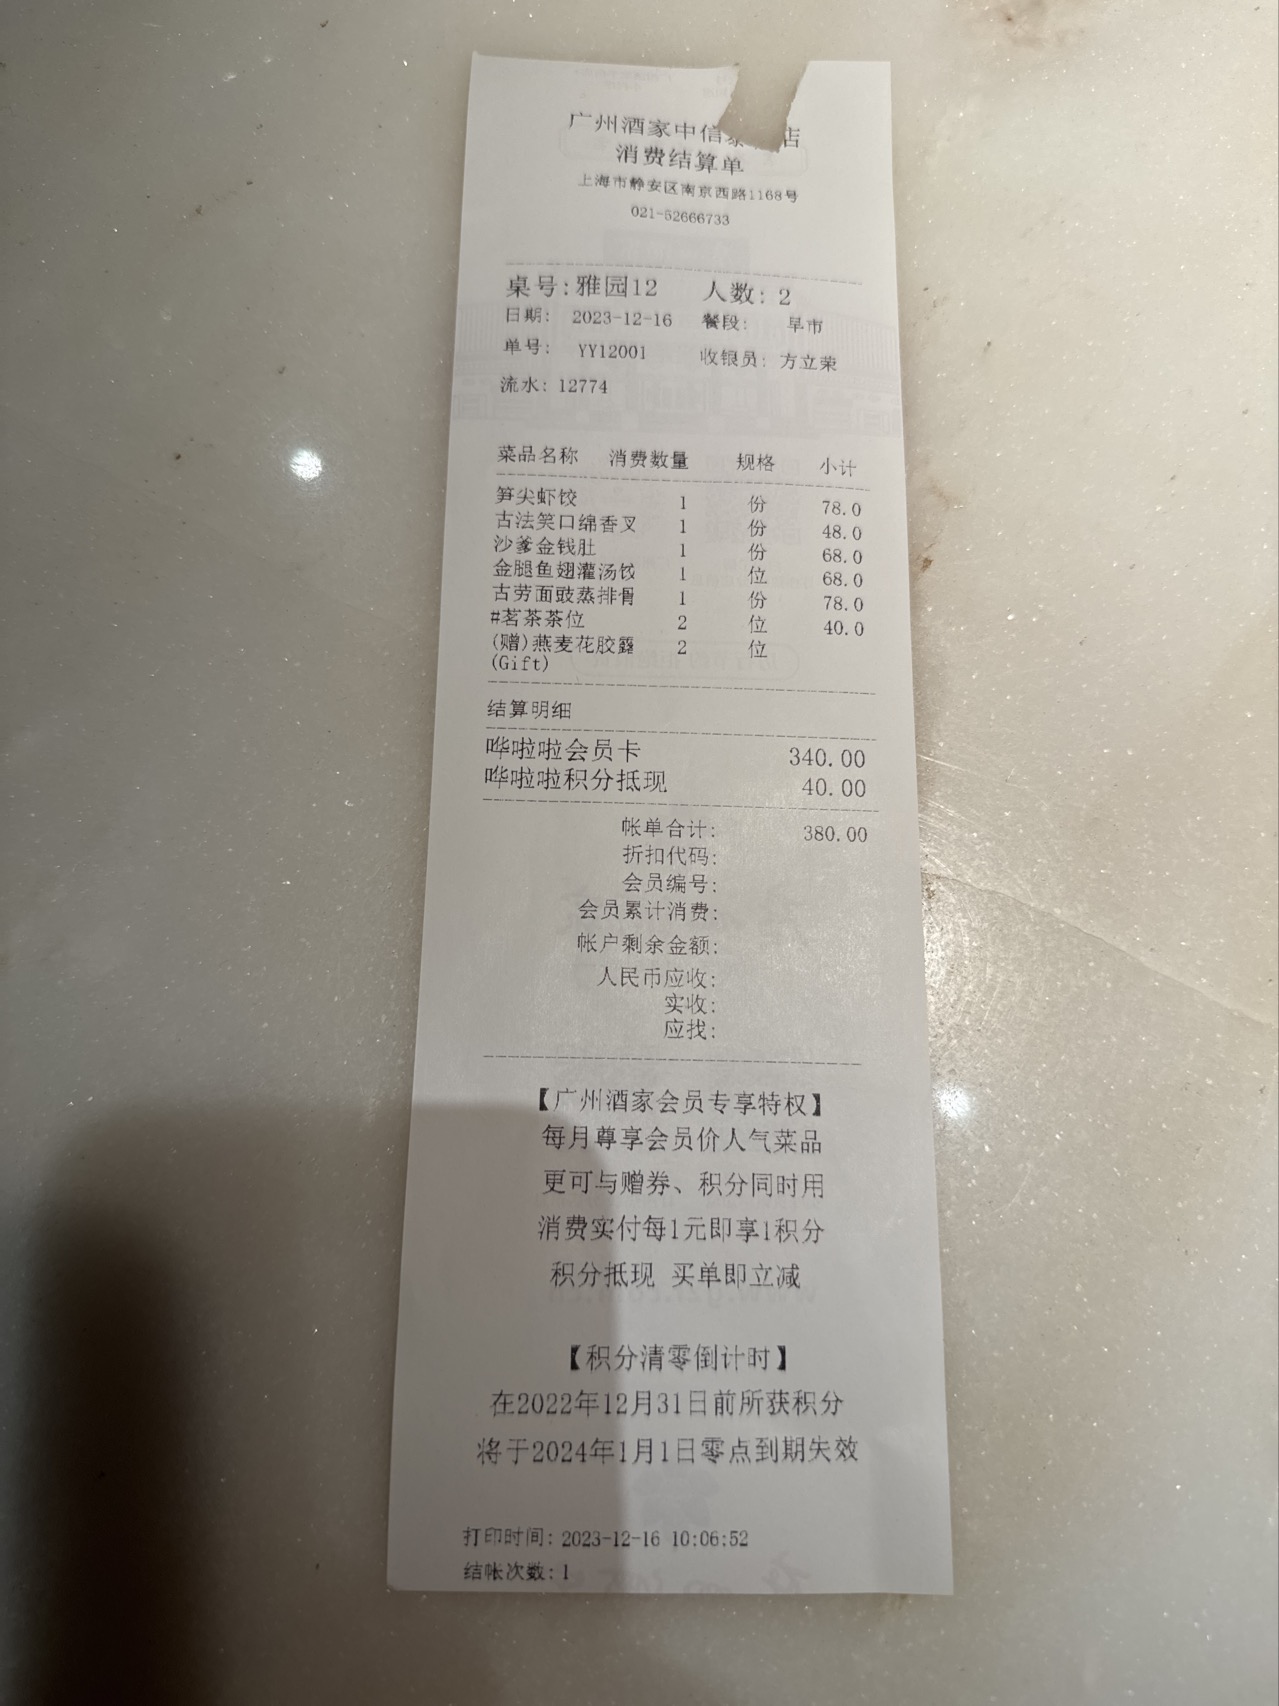 广州酒家中信泰 店
消费结算单
上海市静安区南京西路1168号
021-52666733
桌号:雅园12 人数: 2
日期: 2023-12-16 餐段: 早市
单号: YY12001 收银员: 方立荣
流水: 12774
菜品名称 消费数量 规格 小计
笋尖虾饺 1 份 78.0
古法笑口绵香叉 1 份 48.0
沙爹金钱肚 1 份 68.0
金腿鱼翅灌汤饺 1 位 68.0
古劳面豉蒸排骨 1 份 78.0
#茗茶茶位 2 位 40.0
(赠)燕麦花胶露 2 位
(Gift)
结算明细
哗啦啦会员卡 340.00
哗啦啦积分抵现 40.00
帐单合计: 380.00
折扣代码:
会员编号:
会员累计消费:
帐户剩余金额:
人民币应收:
实收:
应找:
【广州酒家会员专享特权】
每月尊享会员价人气菜品
更可与赠券、积分同时用
消费实付每1元即享1积分
积分抵现 买单即立减
【积分清零倒计时】
在2022年12月31日前所获积分
将于2024年1月1日零点到期失效
打印时间: 2023-12-16 10:06:52
结帐次数: 1